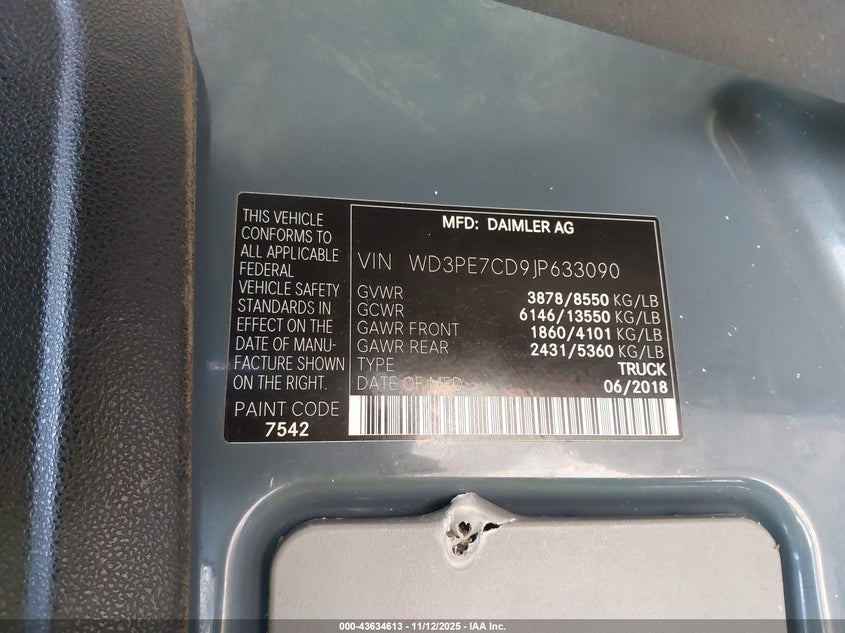 THIS VEHICLE
CONFORMS TO
ALL APPLICABLE
FEDERAL
VEHICLE SAFETY
STANDARDS IN
EFFECT ON THE
DATE OF MANU-
FACTURE SHOWN
ON THE RIGHT.
PAINT CODE
7542
MFD: DAIMLER AG
VIN WD3PE7CD9JP633090
GVWR 3878/8550 KG/LB
GCWR 6146/13550 KG/LB
GAWR FRONT 1860/4101 KG/LB
GAWR REAR 2431/5360 KG/LB
TYPE TRUCK
DATE OF MFD 06/2018
000-43634613 - 11/12/2025 - IAA Inc.